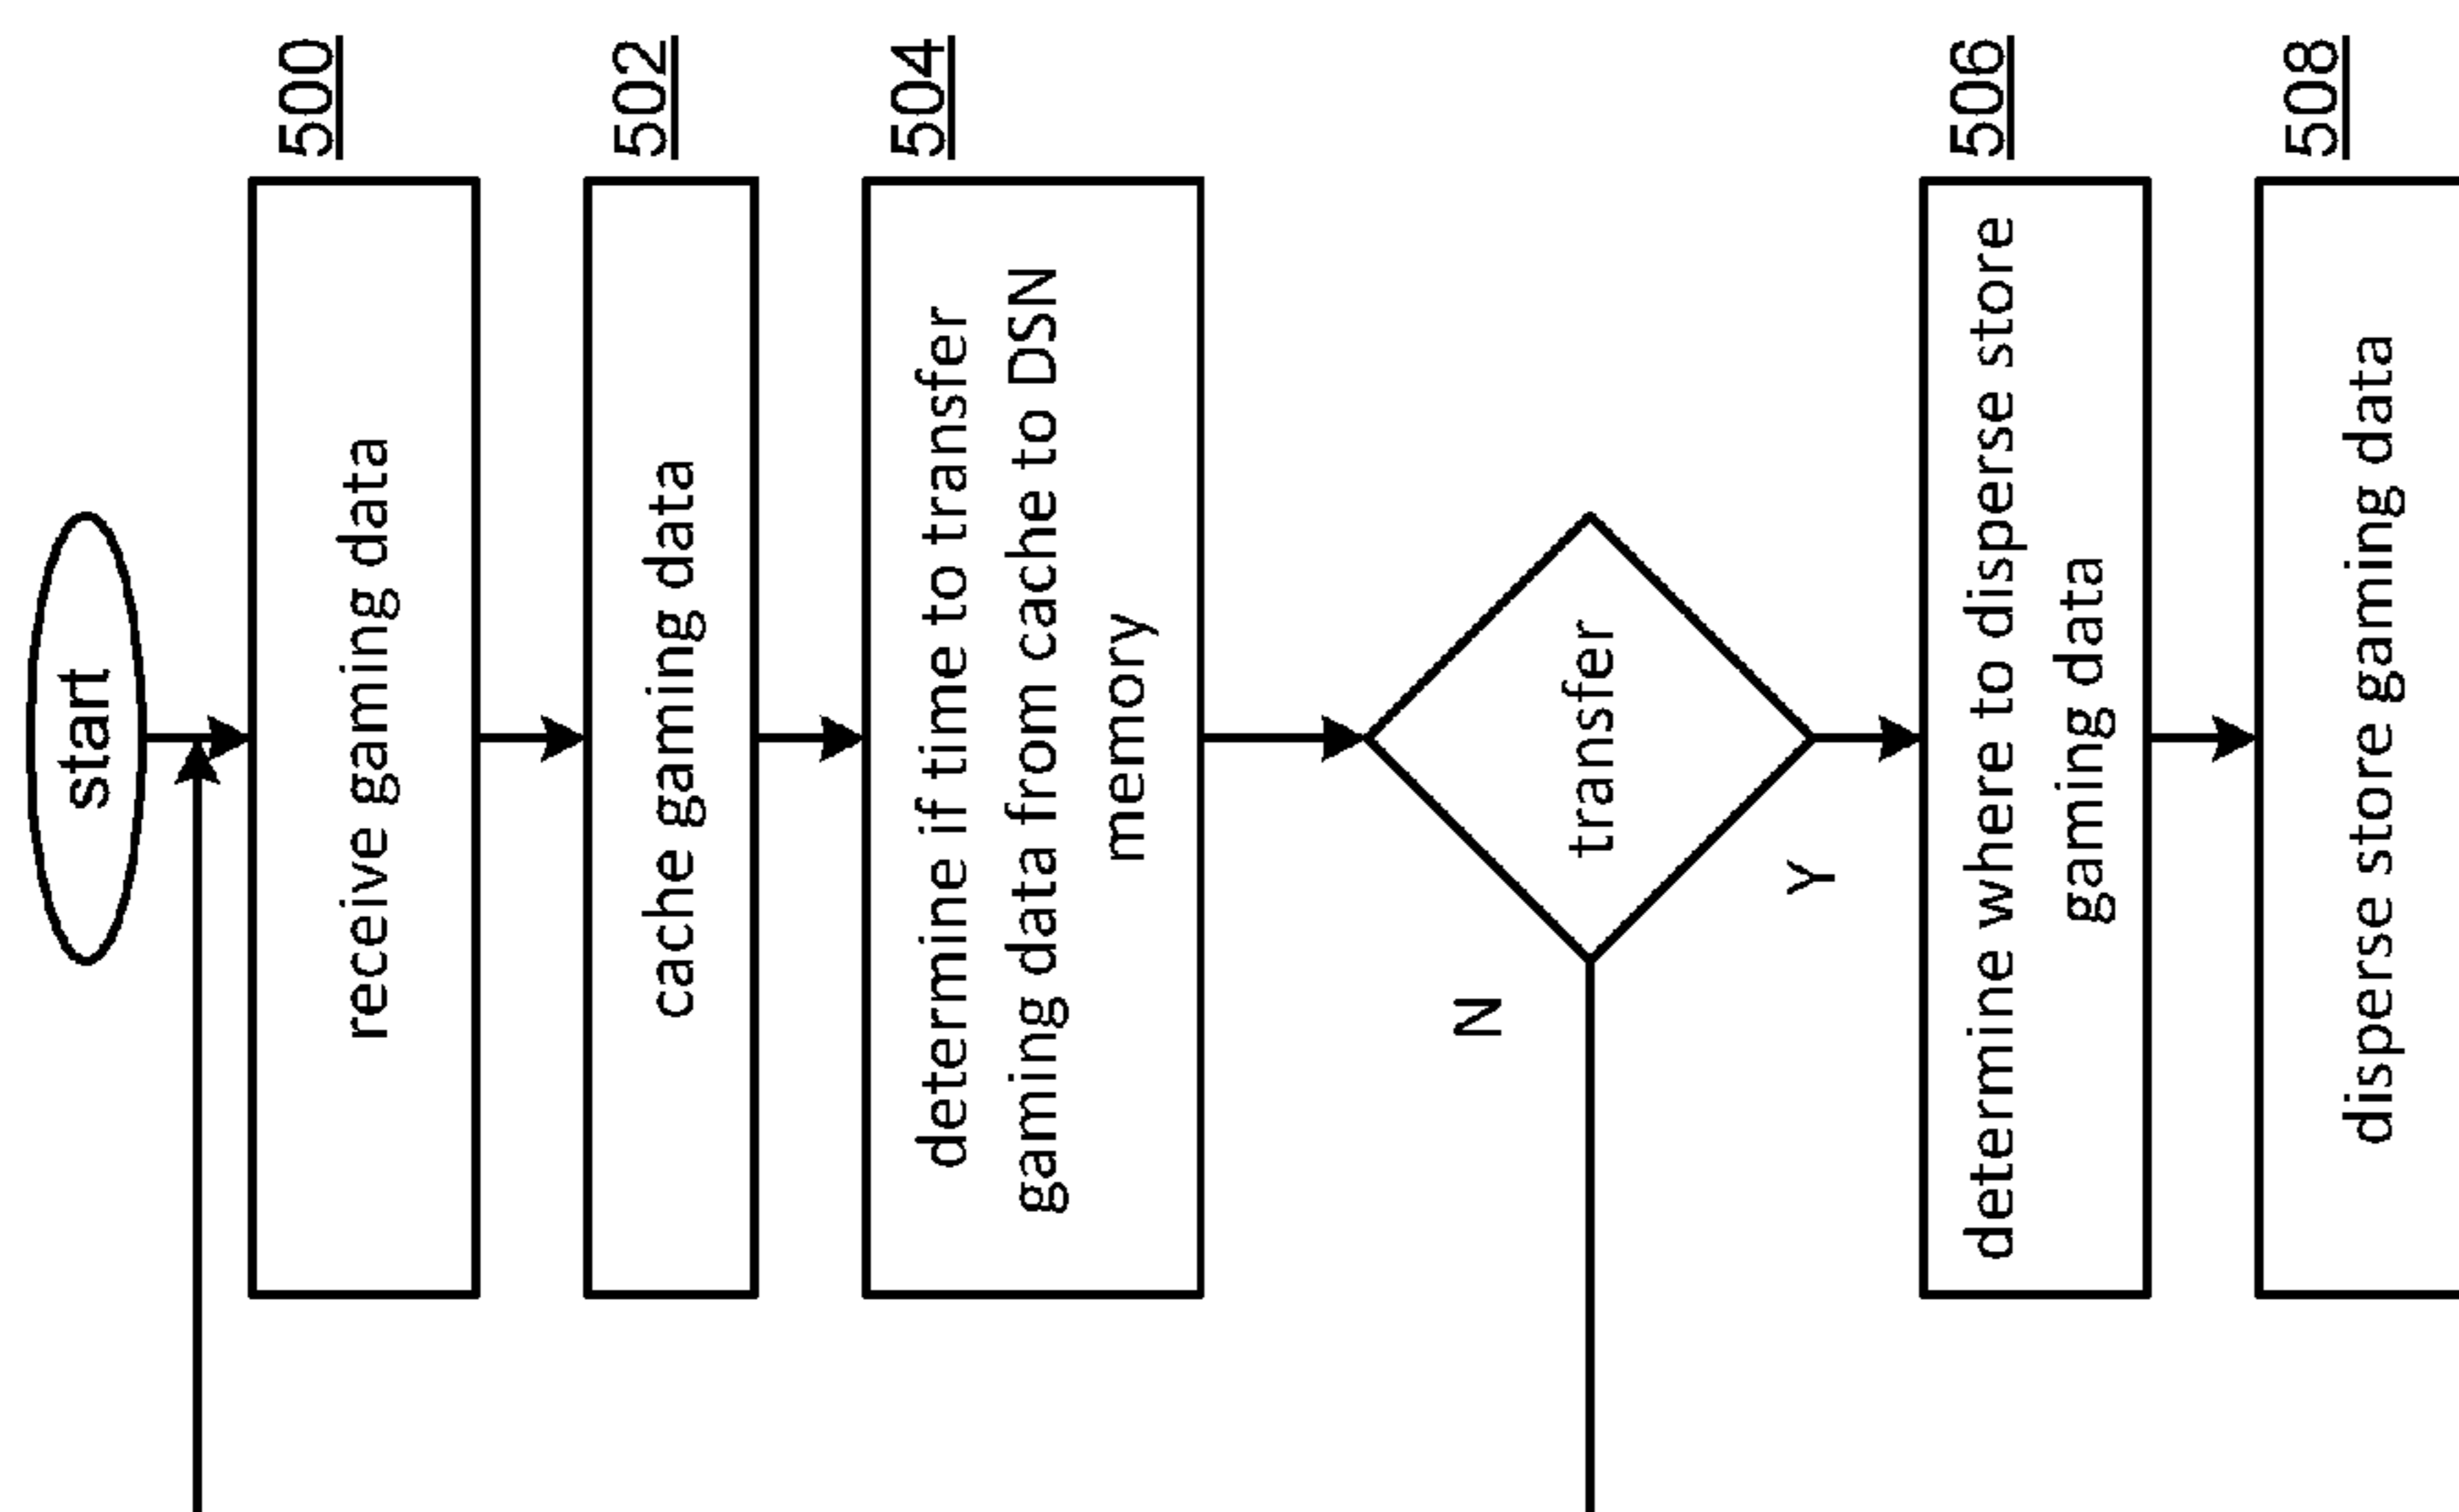 start
500
receive gaming data
502
cache gaming data
504
determine if time to transfer
gaming data from cache to DSN
memory
transfer
N
Y
506
determine where to disperse store
gaming data
508
disperse store gaming data